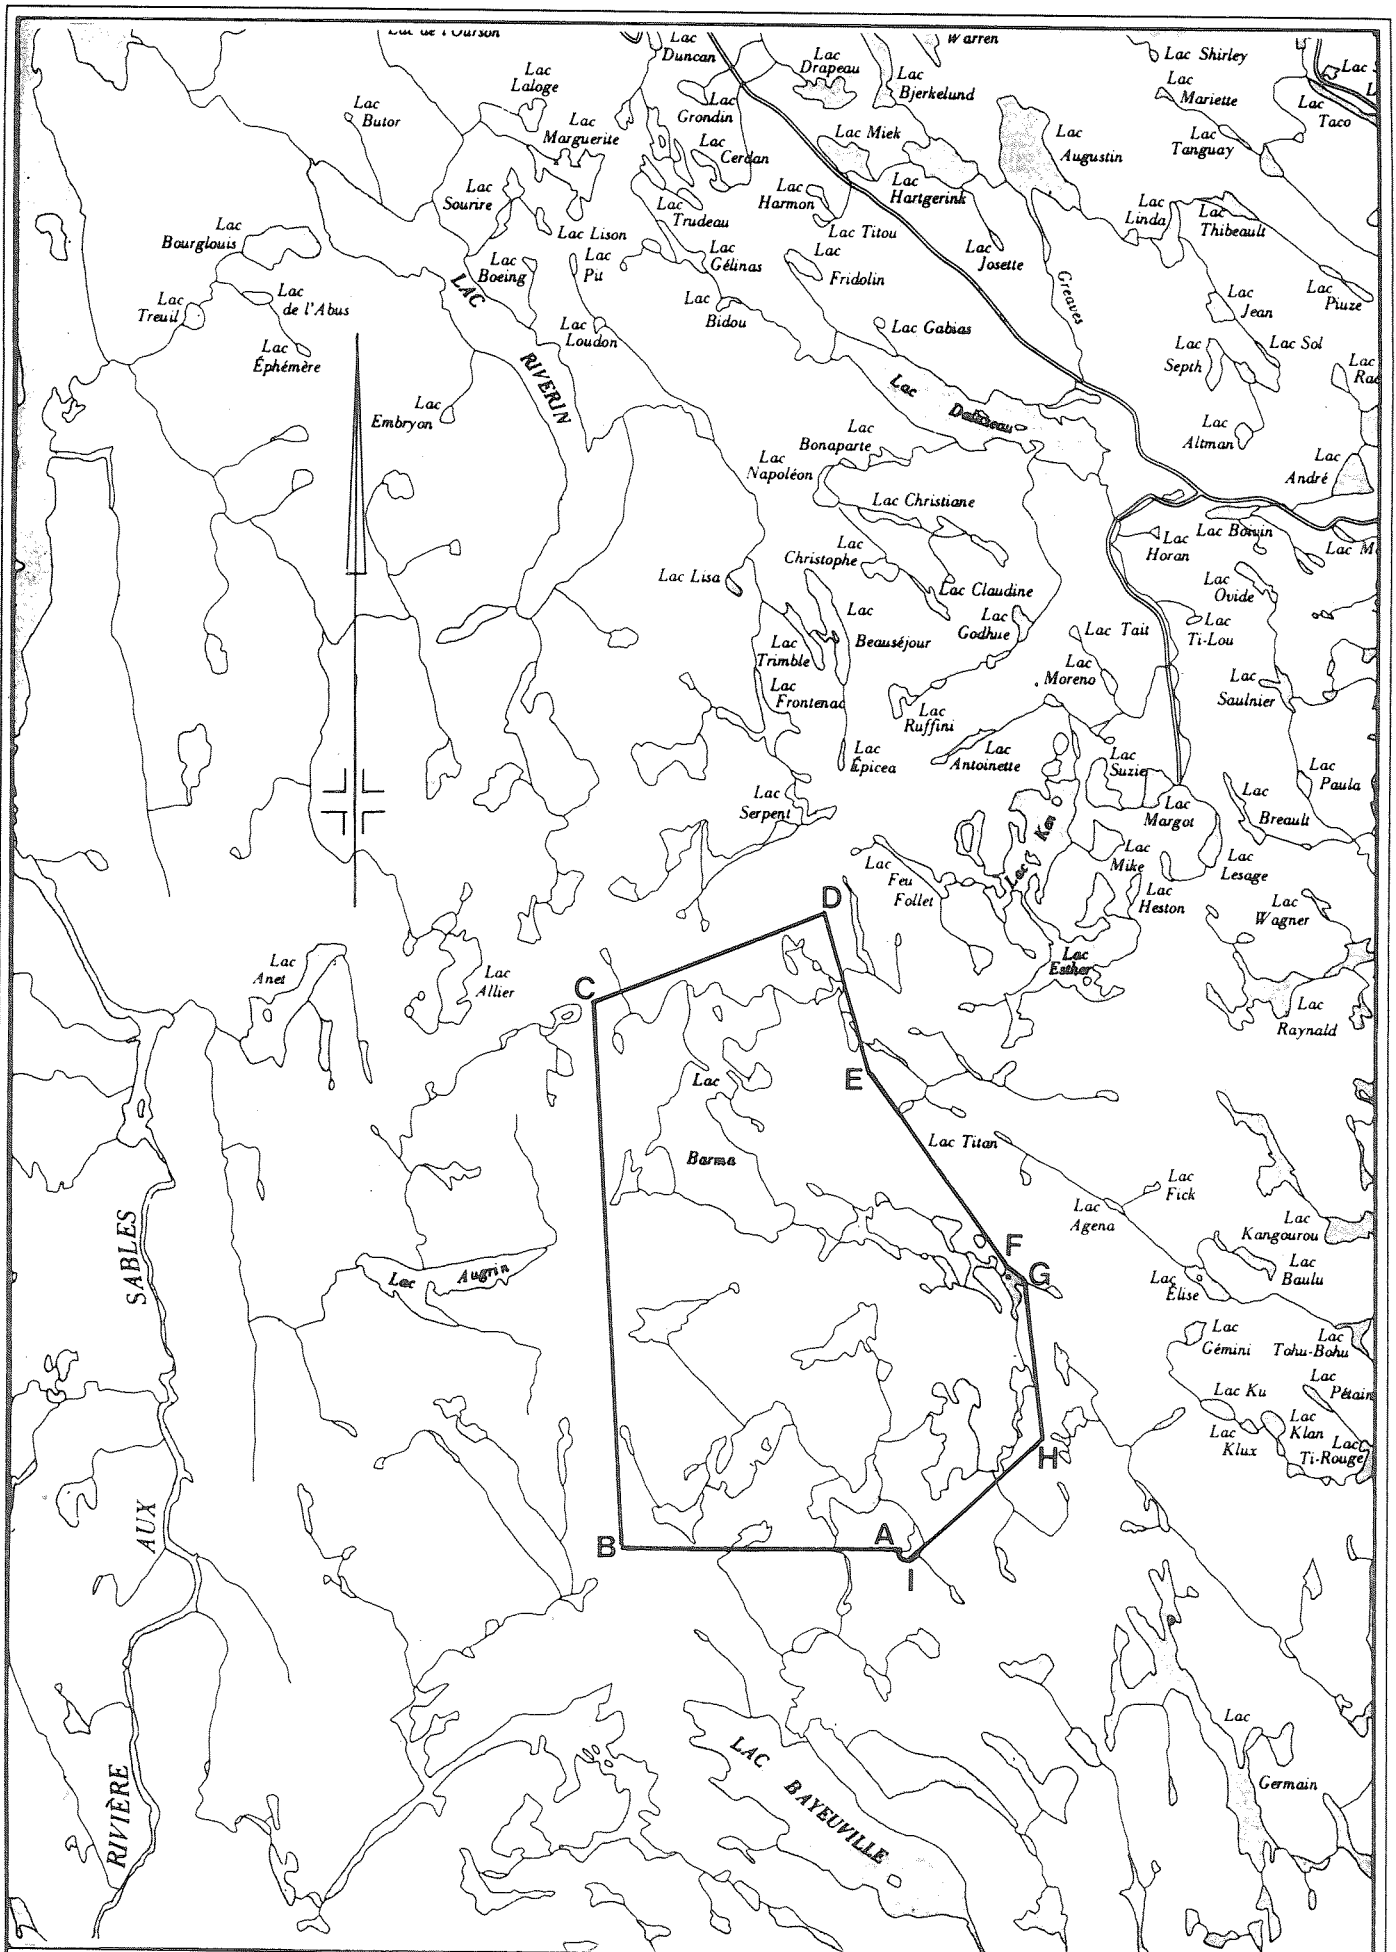 Lac de l'Ourson
Lac
Duncan
Warren
Lac Shirley
Lac
Drapeau
Lac
Bjerkelund
Lac
Laloge
Lac
Mariette
Lac
Grondin
Lac
Taco
Lac
Butor
Lac
Marguerite
Lac Miek
Lac
Augustin
Lac
Tanguay
Lac
Cerdan
Lac
Sourire
Lac
Harmon
Lac
Hartgerink
Lac
Trudeau
Lac
Linda
Lac
Thibeault
Lac
Bourglouis
Lac Lison
Lac Titou
Lac
Josette
Lac
Boeing
Lac
Pit
Lac
Gélinas
Lac
Fridolin
Greaves
Lac
Treuil
Lac
de l'Abus
LAC
RIVERIN
Lac
Bidou
Lac
Jean
Lac
Piuze
Lac
Éphémère
Lac
Loudon
Lac Gabias
Lac
Septh
Lac Sol
Lac
Lac
Embryon
Lac
Lac
Bonaparte
Lac
Altman
Lac
Napoléon
Lac
André
Lac Christiane
Lac
Horan
Lac Boivin
Lac
Christophe
Lac Lisa
Lac Claudine
Lac
Ovide
Lac
Beauséjour
Lac
Godhue
Lac Tait
Lac
Ti-Lou
Lac
Trimble
Lac
Moreno
Lac
Frontenac
Lac
Saulnier
Lac
Ruffini
Lac
Épicea
Lac
Antoinette
Lac
Suzie
Lac
Paula
Lac
Serpent
Lac
Margot
Lac
Breault
Lac Ken
Lac
Mike
Lac
Lesage
Lac
Feu
Follet
Lac
Heston
Lac
Wagner
D
Lac
Esther
Lac
Anet
Lac
Allier
C
Lac
Raynald
E
Lac
Barma
Lac Titan
Lac
Fick
Lac
Agena
Lac
Kangourou
SABLES
F
G
Lac
Augrin
Lac
Élise
Lac
Baulu
Lac
Gémini
Lac
Tohu-Bohu
Lac
Pétain
Lac Ku
Lac
Klux
Lac
Klan
Lac
Ti-Rouge
H
AUX
B
A
I
Lac
Germain
RIVIÈRE
LAC
BAYEUVILLE